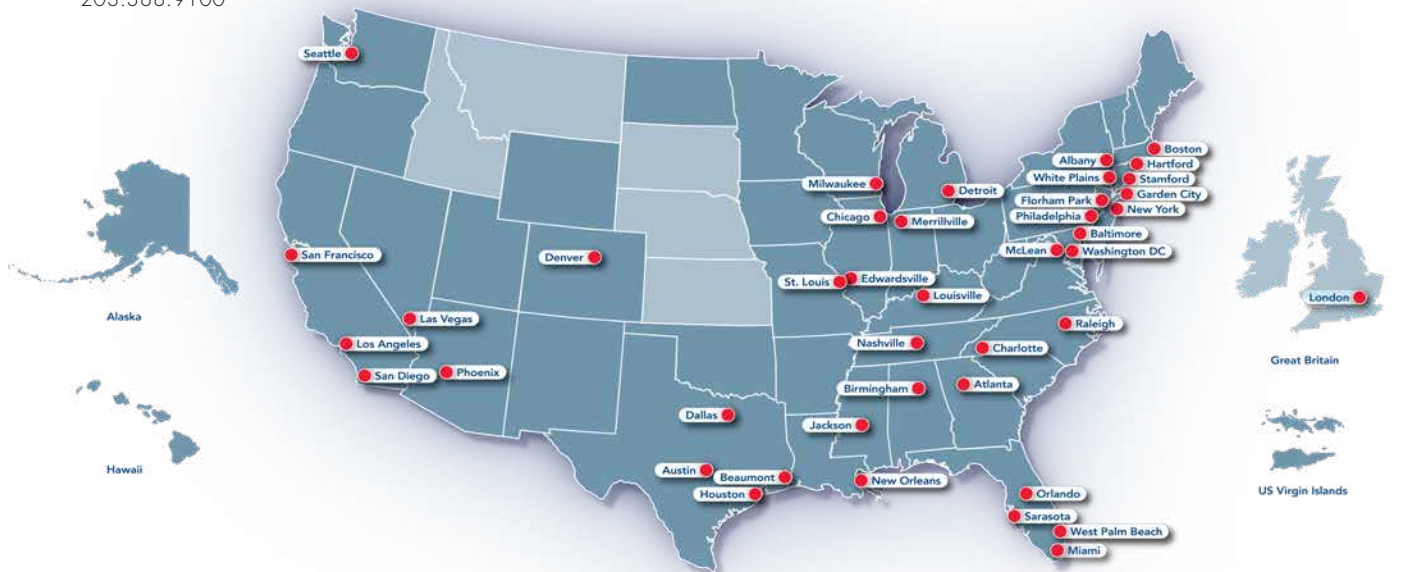 Seattle
Boston
Albany
Hartford
White Plains
Stamford
Milwaukee
Detroit
Garden City
Florham Park
New York
Chicago
Merrillville
Philadelphia
Baltimore
McLean
Washington DC
San Francisco
Denver
St. Louis
Edwardsville
Louisville
London
Alaska
Las Vegas
Raleigh
Los Angeles
Nashville
Charlotte
Great Britain
San Diego
Phoenix
Birmingham
Atlanta
Dallas
Jackson
Hawaii
Austin
Beaumont
New Orleans
Houston
Orlando
US Virgin Islands
Sarasota
West Palm Beach
Miami